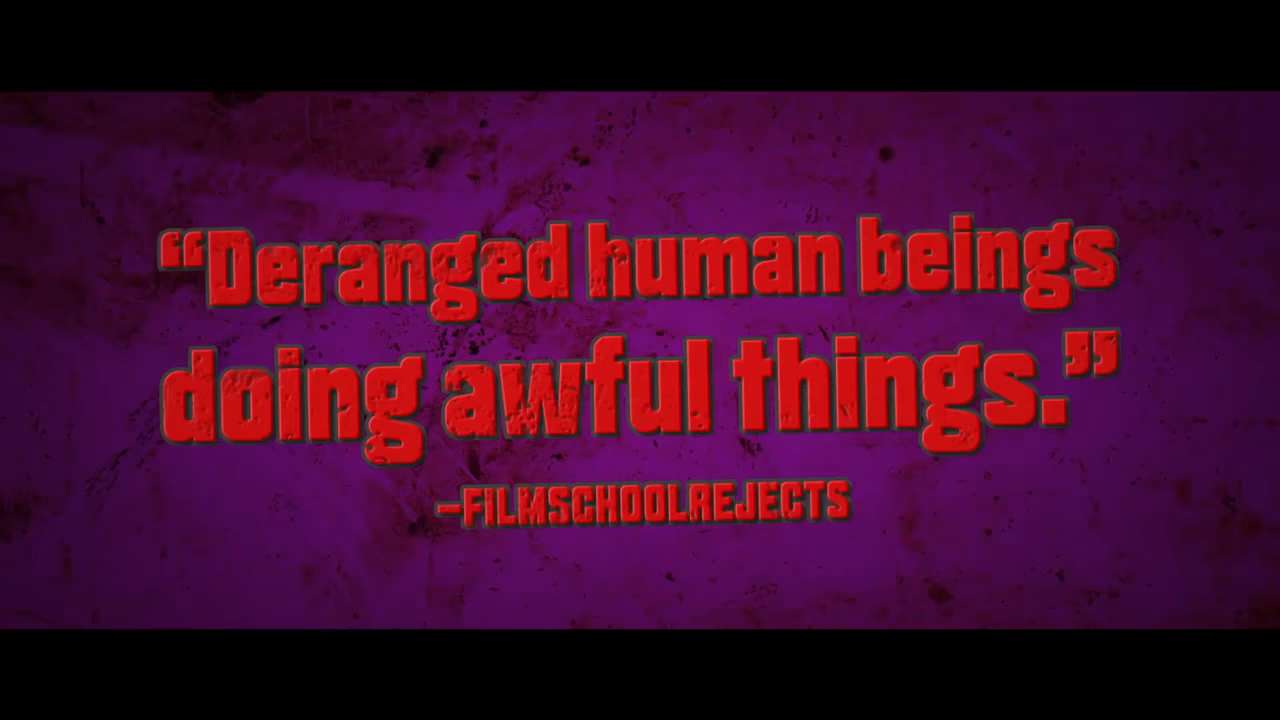 “Deranged human beings
doing awful things.”
-FILMSCHOOLREJECTS